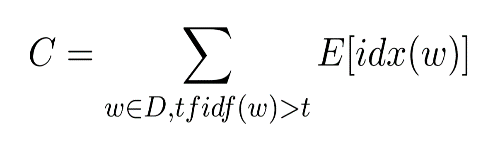 C = ∑ E[idx(w)]
w∈D,tfidf(w)>t